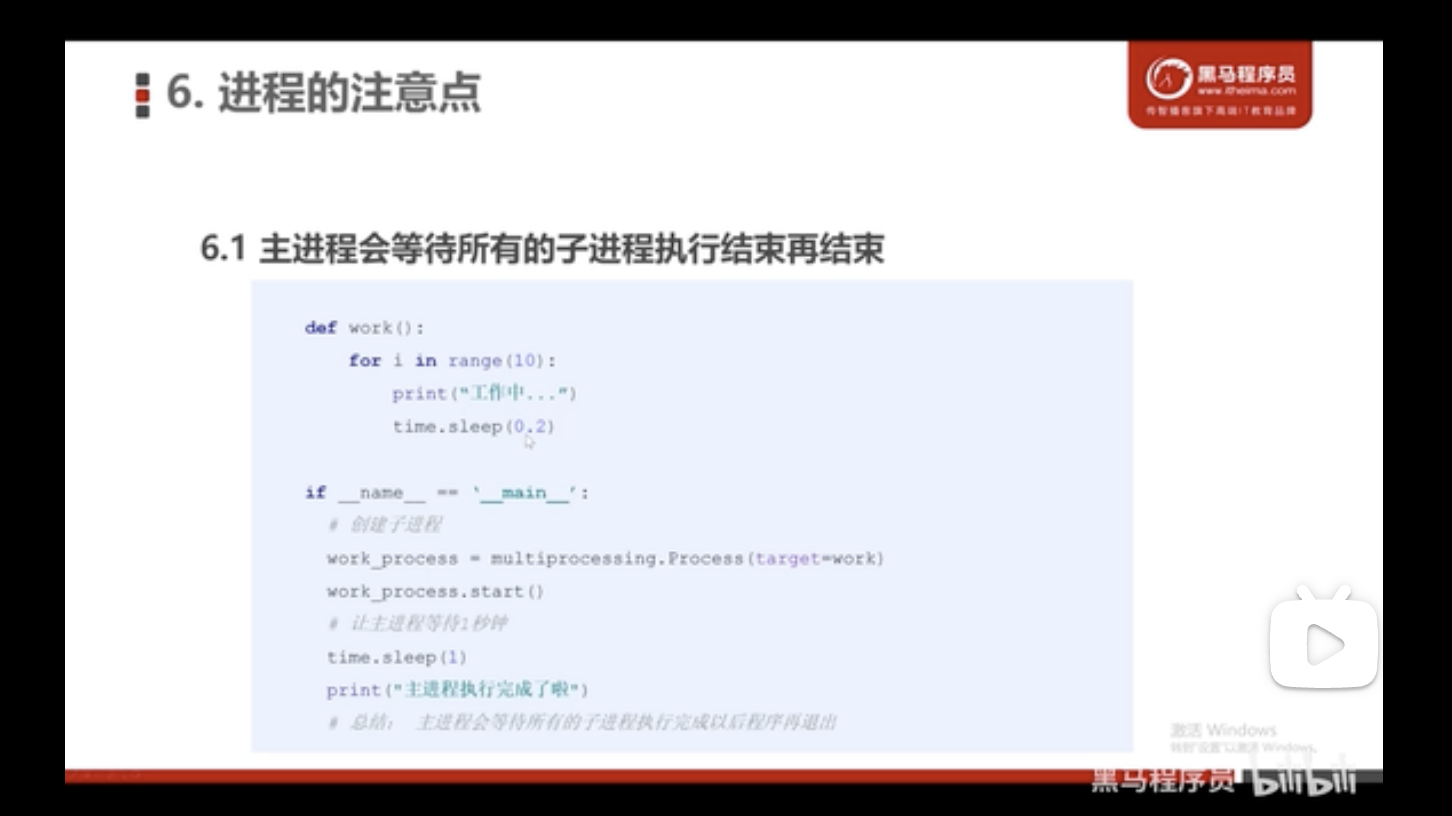 6. 进程的注意点
黑马程序员
www.itheima.com
传智播客旗下高端IT教育品牌
6.1 主进程会等待所有的子进程执行结束再结束
def work():
for i in range(10):
print("工作中...")
time.sleep(0.2)
if __name__ == '__main__':
# 创建子进程
work_process = multiprocessing.Process(target=work)
work_process.start()
# 让主进程等待1秒钟
time.sleep(1)
print("主进程执行完成了啦")
# 总结： 主进程会等待所有的子进程执行完成以后程序再退出
激活 Windows
转到"设置"以激活 Windows。
黑马程序员 bilibili